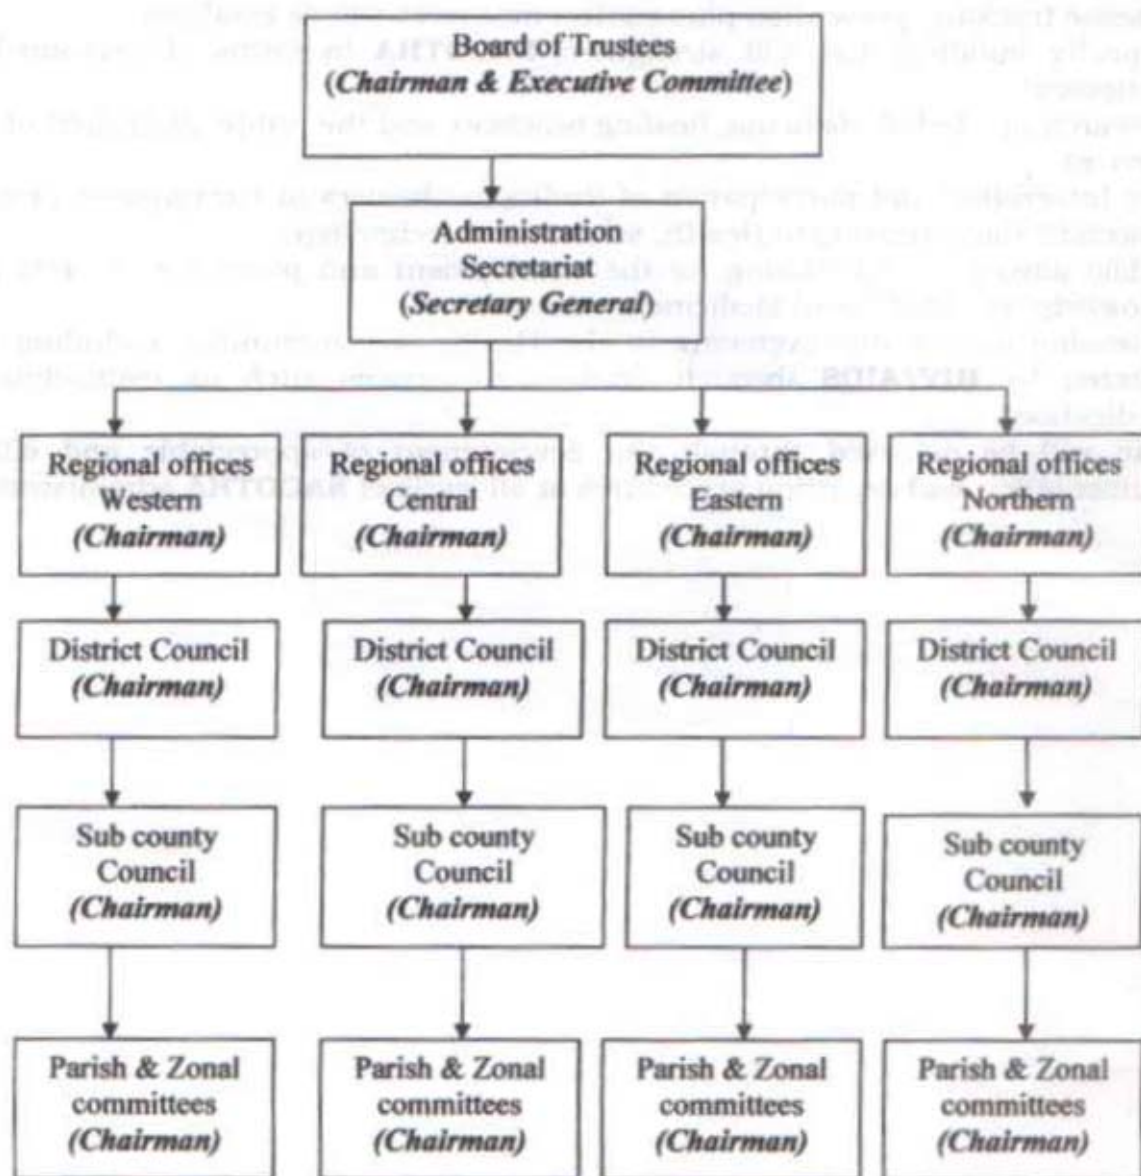 Board of Trustees
(Chairman & Executive Committee)
Administration
Secretariat
(Secretary General)
Regional offices
Western
(Chairman)
Regional offices
Central
(Chairman)
Regional offices
Eastern
(Chairman)
Regional offices
Northern
(Chairman)
District Council
(Chairman)
District Council
(Chairman)
District Council
(Chairman)
District Council
(Chairman)
Sub county
Council
(Chairman)
Sub county
Council
(Chairman)
Sub county
Council
(Chairman)
Sub county
Council
(Chairman)
Parish & Zonal
committees
(Chairman)
Parish & Zonal
committees
(Chairman)
Parish & Zonal
committees
(Chairman)
Parish & Zonal
committees
(Chairman)